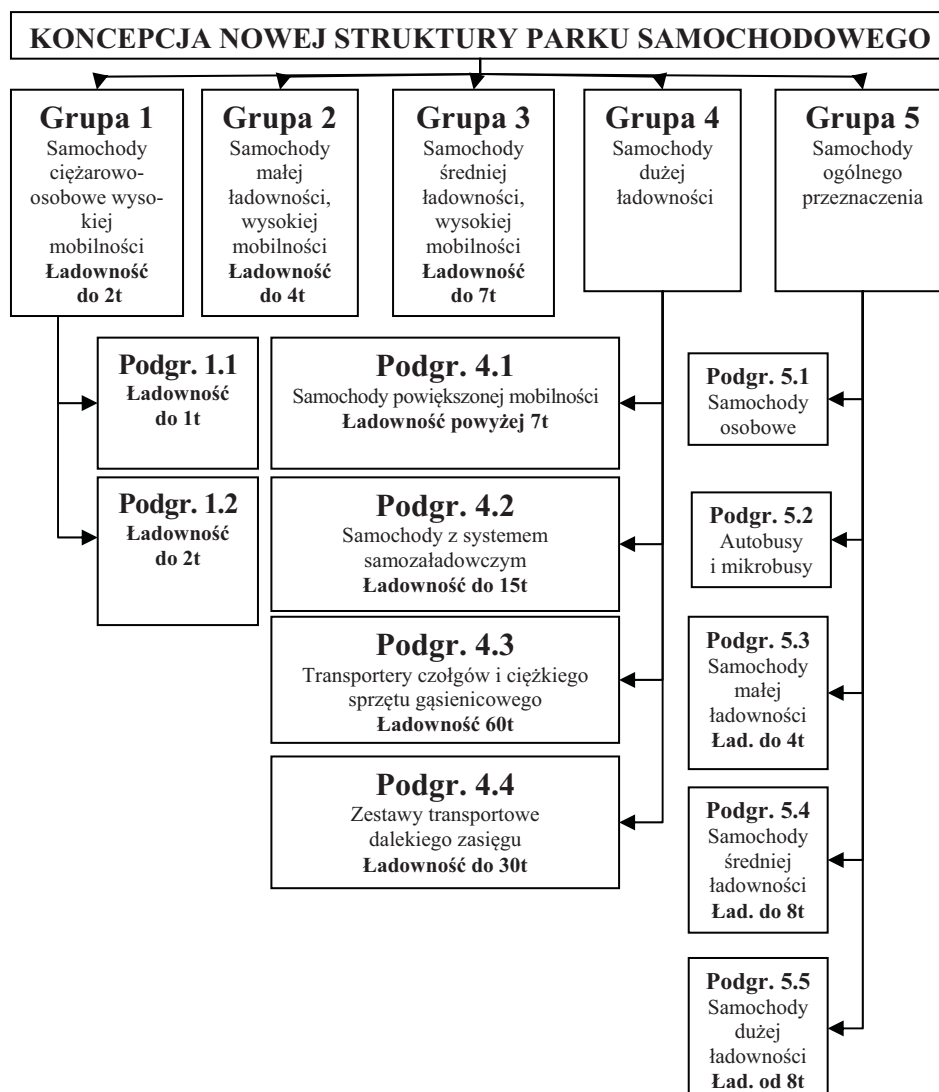 KONCEPCJA NOWEJ STRUKTURY PARKU SAMOCHODOWEGO
Grupa 1
Samochody
ciężarowo-
osobowe wyso-
kiej
mobilności
Ładowność
do 2t
Grupa 2
Samochody
małej
ładowności,
wysokiej
mobilności
Ładowność
do 4t
Grupa 3
Samochody
średniej
ładowności,
wysokiej
mobilności
Ładowność
do 7t
Grupa 4
Samochody
dużej
ładowności
Grupa 5
Samochody
ogólnego
przeznaczenia
Podgr. 1.1
Ładowność
do 1t
Podgr. 1.2
Ładowność
do 2t
Podgr. 4.1
Samochody powiększonej mobilności
Ładowność powyżej 7t
Podgr. 4.2
Samochody z systemem
samozaładowczym
Ładowność do 15t
Podgr. 4.3
Transportery czołgów i ciężkiego
sprzętu gąsienicowego
Ładowność 60t
Podgr. 4.4
Zestawy transportowe
dalekiego zasięgu
Ładowność do 30t
Podgr. 5.1
Samochody
osobowe
Podgr. 5.2
Autobusy
i mikrobusy
Podgr. 5.3
Samochody
małej
ładowności
Ład. do 4t
Podgr. 5.4
Samochody
średniej
ładowności
Ład. do 8t
Podgr. 5.5
Samochody
dużej
ładowności
Ład. od 8t